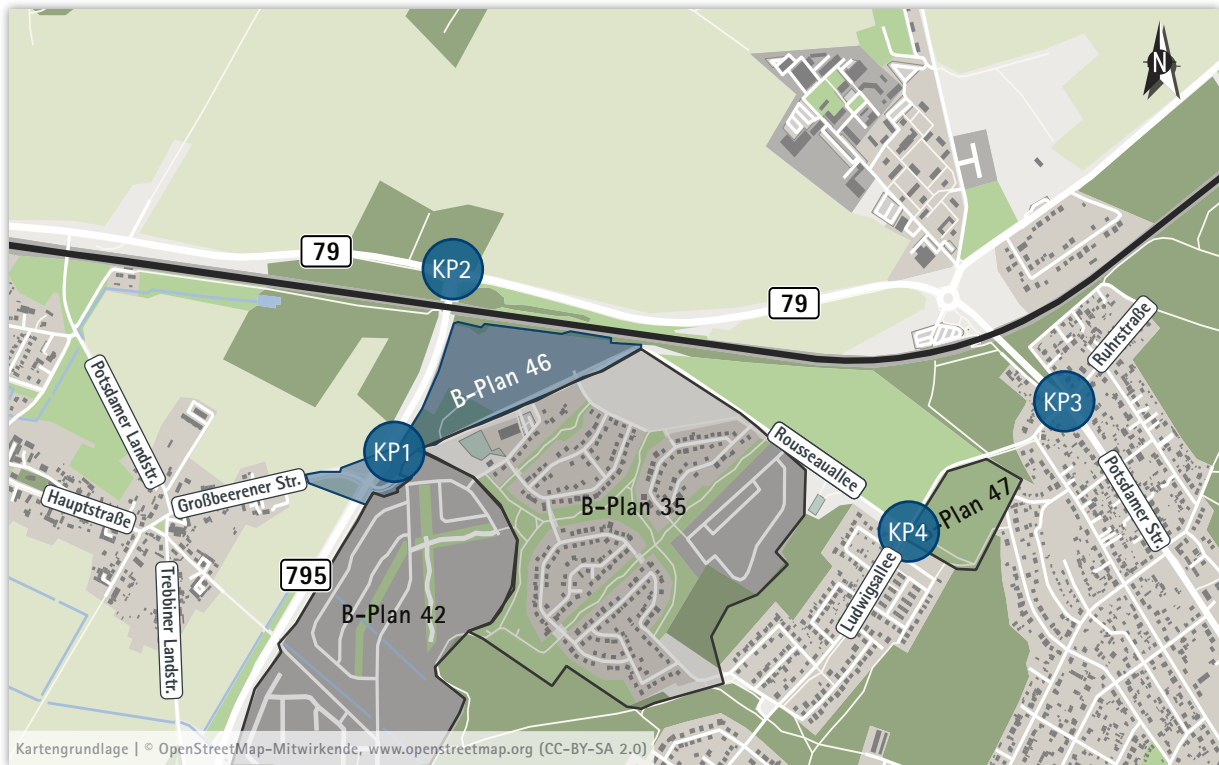 N
79
KP2
79
Ruhrstraße
KP3
B-Plan 46
Potsdamer Landstr.
KP1
Rousseauallee
Potsdamer Str.
Großbeerener Str.
Hauptstraße
B-Plan 35
-Plan 47
KP4
795
Ludwigsallee
B-Plan 42
Trebbiner Landstr.
Kartengrundlage | © OpenStreetMap-Mitwirkende, www.openstreetmap.org (CC-BY-SA 2.0)